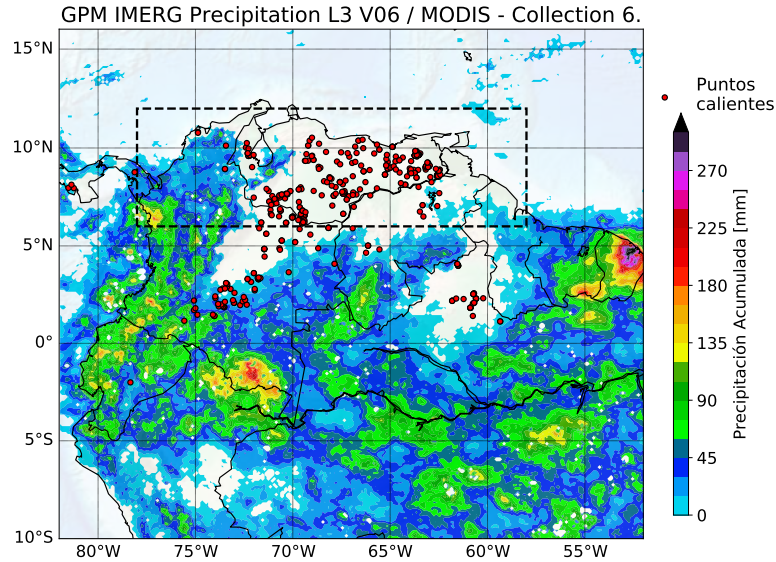 GPM IMERG Precipitation L3 V06 / MODIS - Collection 6.
15°N
10°N
5°N
0°
5°S
10°S
80°W
75°W
70°W
65°W
60°W
55°W
Puntos
calientes
270
225
180
135
90
45
0
Precipitación Acumulada [mm]